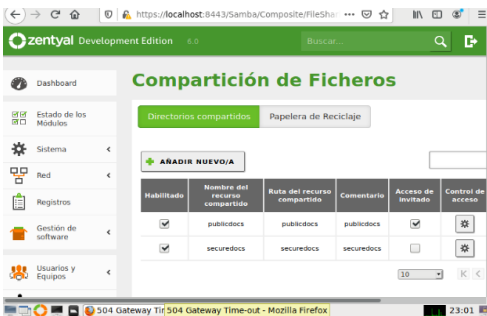 https://localhost:8443/Samba/Composite/FileSha
zentyal Development Edition 6.0
Buscar...
Dashboard
Estado de los
Módulos
Sistema
Red
Registros
Gestión de
software
Usuarios y
Equipos
Compartición de Ficheros
Directorios compartidos Papelera de Reciclaje
+ AÑADIR NUEVO/A
Habilitado Nombre del recurso compartido Ruta del recurso compartido Comentario Acceso de invitado Control de acceso
publicdocs publicdocs publicdocs
securedocs securedocs securedocs
10
504 Gateway Tir 504 Gateway Time-out - Mozilla Firefox 23:01